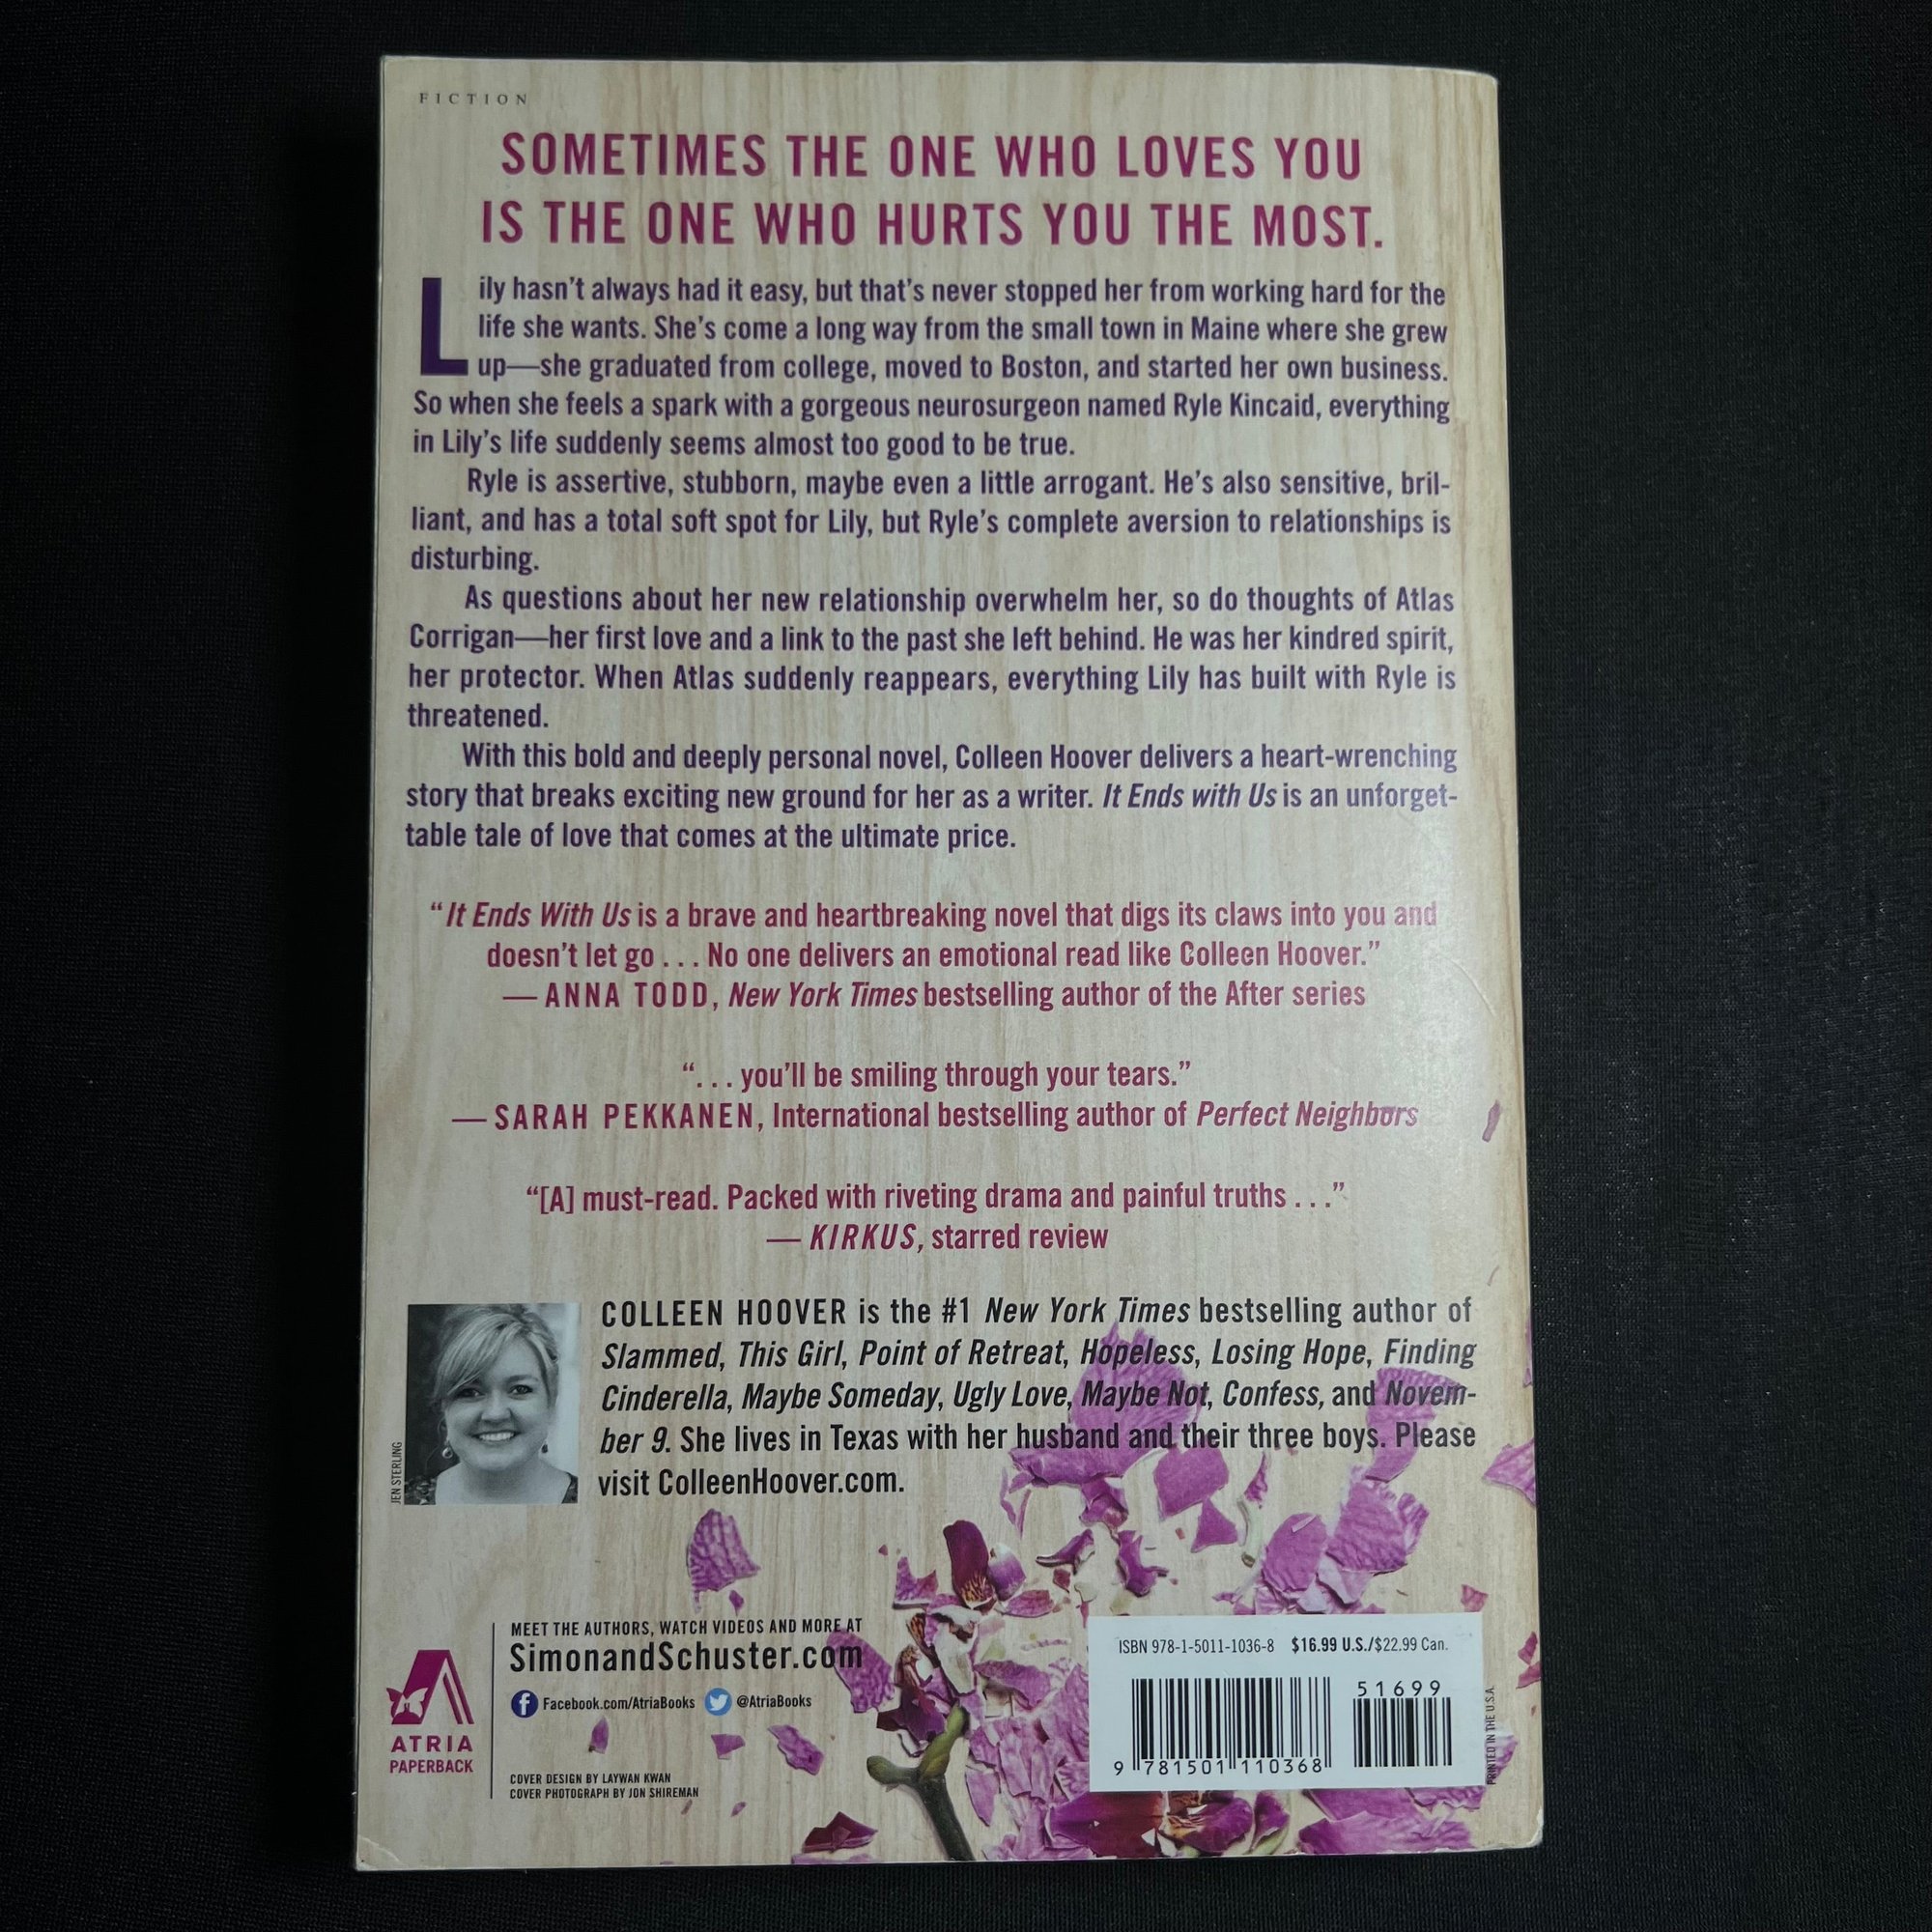 FICTION
SOMETIMES THE ONE WHO LOVES YOU
IS THE ONE WHO HURTS YOU THE MOST.
Lily hasn't always had it easy, but that's never stopped her from working hard for the
life she wants. She's come a long way from the small town in Maine where she grew
up—she graduated from college, moved to Boston, and started her own business.
So when she feels a spark with a gorgeous neurosurgeon named Ryle Kincaid, everything
in Lily's life suddenly seems almost too good to be true.
Ryle is assertive, stubborn, maybe even a little arrogant. He's also sensitive, bril-
liant, and has a total soft spot for Lily, but Ryle's complete aversion to relationships is
disturbing.
As questions about her new relationship overwhelm her, so do thoughts of Atlas
Corrigan—her first love and a link to the past she left behind. He was her kindred spirit,
her protector. When Atlas suddenly reappears, everything Lily has built with Ryle is
threatened.
With this bold and deeply personal novel, Colleen Hoover delivers a heart-wrenching
story that breaks exciting new ground for her as a writer. It Ends with Us is an unforget-
table tale of love that comes at the ultimate price.
"It Ends With Us is a brave and heartbreaking novel that digs its claws into you and
doesn't let go . . . No one delivers an emotional read like Colleen Hoover."
— ANNA TODD, New York Times bestselling author of the After series
". . . you'll be smiling through your tears."
— SARAH PEKKANEN, International bestselling author of Perfect Neighbors
"[A] must-read. Packed with riveting drama and painful truths . . ."
— KIRKUS, starred review
COLLEEN HOOVER is the #1 New York Times bestselling author of
Slammed, This Girl, Point of Retreat, Hopeless, Losing Hope, Finding
Cinderella, Maybe Someday, Ugly Love, Maybe Not, Confess, and Novem-
ber 9. She lives in Texas with her husband and their three boys. Please
visit ColleenHoover.com.
JEN STERLING
MEET THE AUTHORS, WATCH VIDEOS AND MORE AT
SimonandSchuster.com
Facebook.com/AtriaBooks @AtriaBooks
ATRIA
PAPERBACK
COVER DESIGN BY LAYWAN KWAN
COVER PHOTOGRAPH BY JON SHIREMAN
ISBN 978-1-5011-1036-8 $16.99 U.S./$22.99 Can.
51699
9 781501 110368
PRINTED IN THE U.S.A.